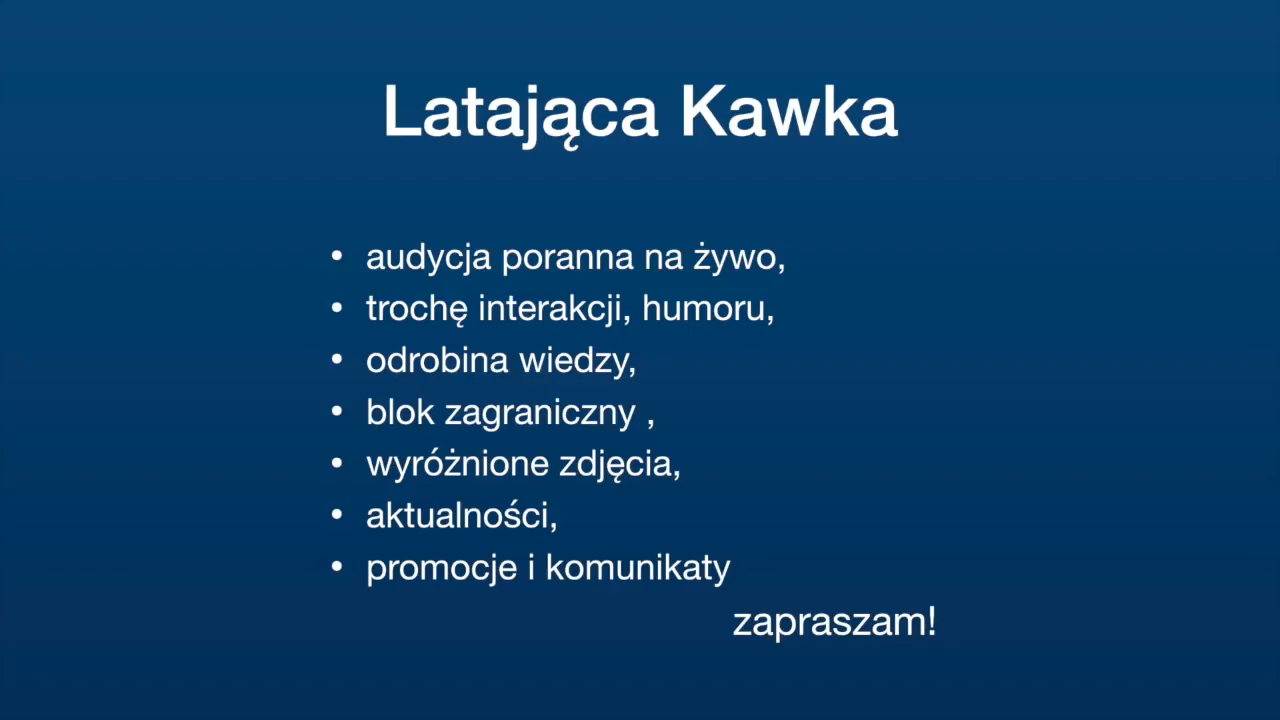 Latająca Kawka
• audycja poranna na żywo,
• trochę interakcji, humoru,
• odrobina wiedzy,
• blok zagraniczny ,
• wyróżnione zdjęcia,
• aktualności,
• promocje i komunikaty
zapraszam!